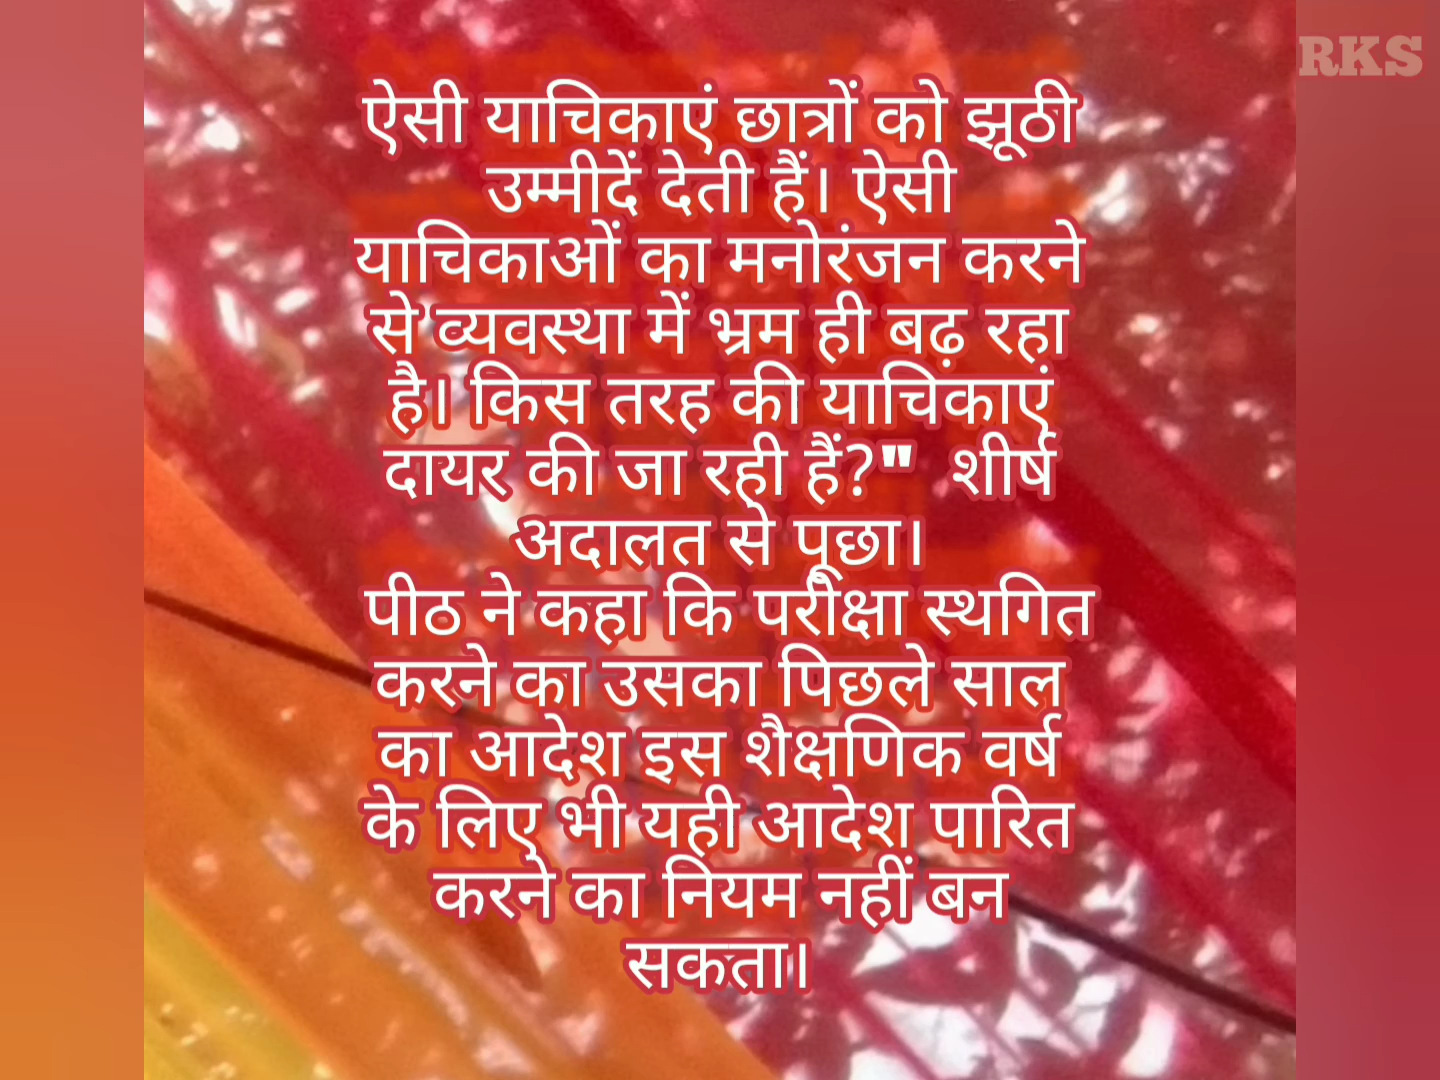 RKS
ऐसी याचिकाएं छात्रों को झूठी
उम्मीदें देती हैं। ऐसी
याचिकाओं का मनोरंजन करने
से व्यवस्था में भ्रम ही बढ़ रहा
है। किस तरह की याचिकाएं
दायर की जा रही हैं?" शीर्ष
अदालत से पूछा।
पीठ ने कहा कि परीक्षा स्थगित
करने का उसका पिछले साल
का आदेश इस शैक्षणिक वर्ष
के लिए भी यही आदेश पारित
करने का नियम नहीं बन
सकता।